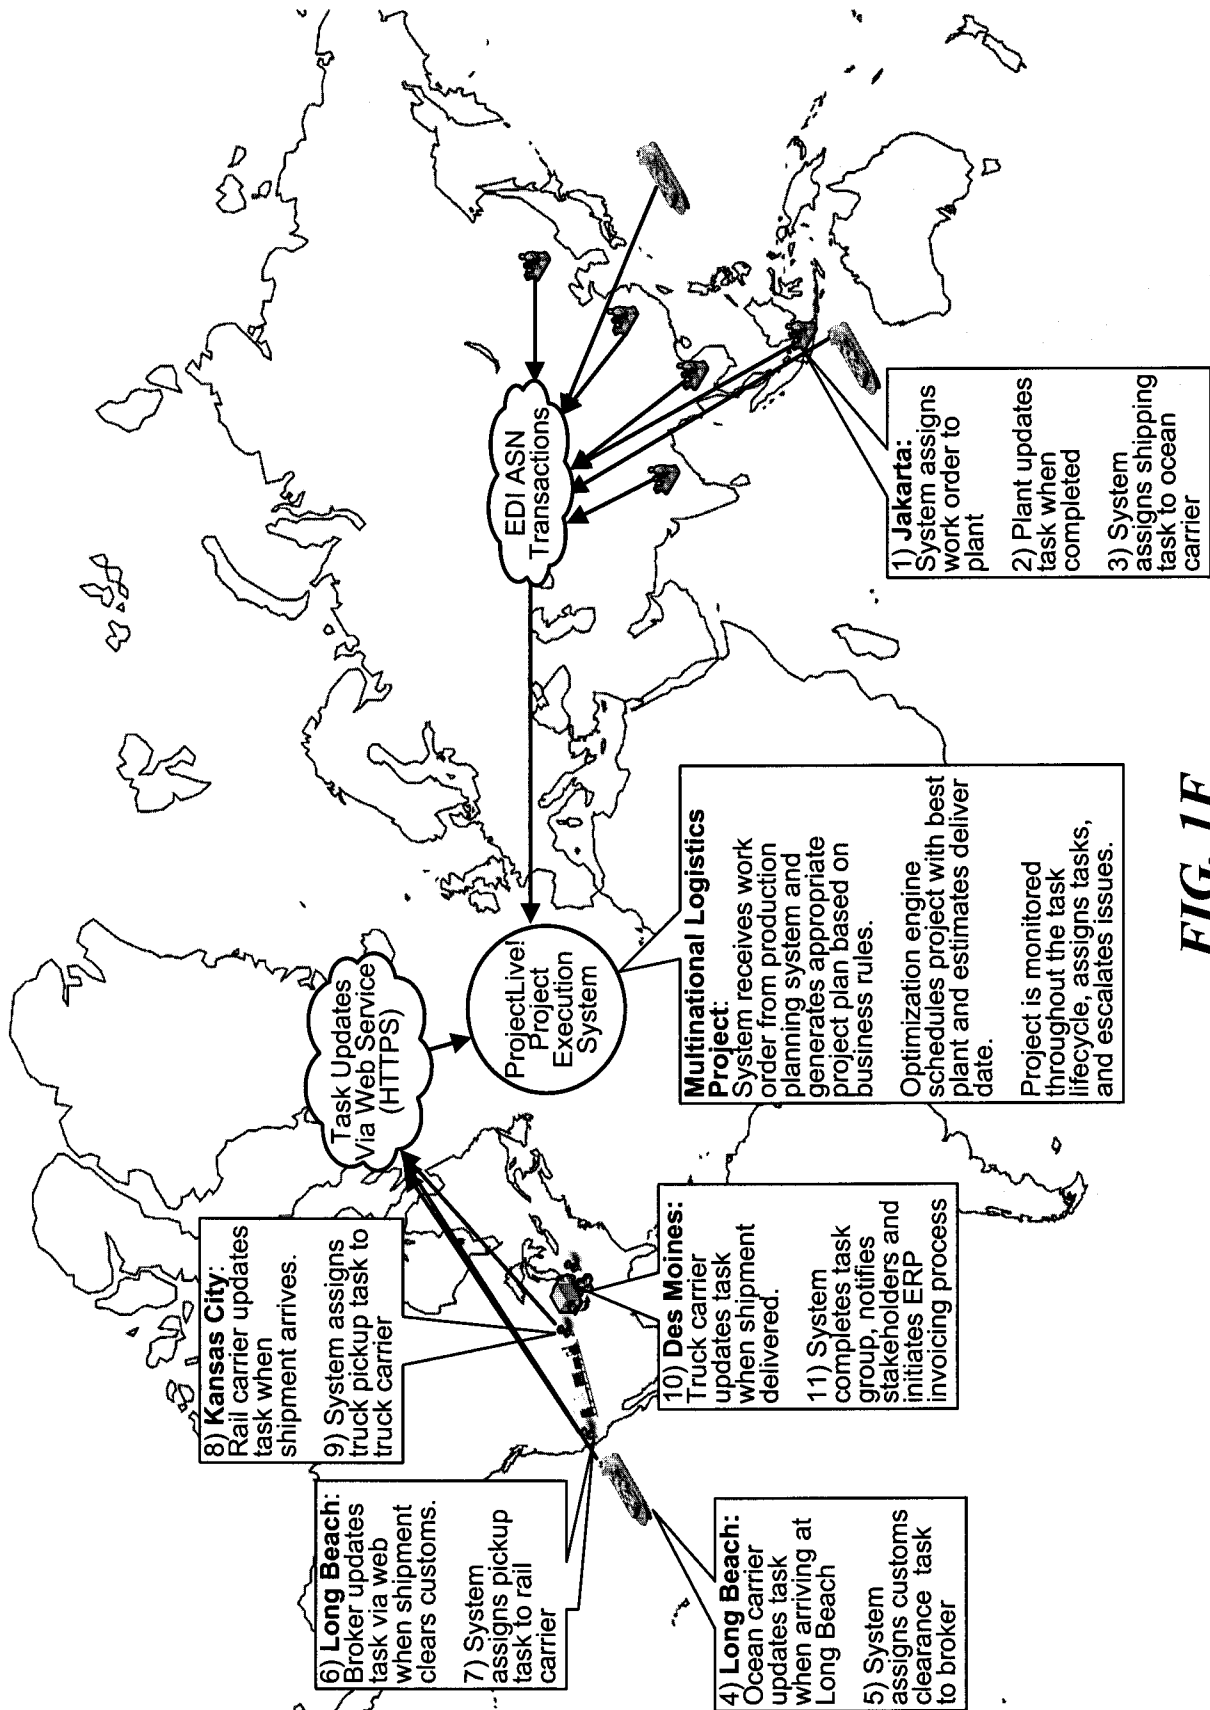 6) Long Beach:
Broker updates
task via web
when shipment
clears customs.
7) System
assigns pickup
task to rail
carrier
8) Kansas City:
Rail carrier updates
task when
shipment arrives.
9) System assigns
truck pickup task to
truck carrier
Task Updates
Via Web Service
(HTTPS)
ProjectLive!
Project
Execution
System
EDI ASN
Transactions
4) Long Beach:
Ocean carrier
updates task
when arriving at
Long Beach
5) System
assigns customs
clearance task
to broker
10) Des Moines:
Truck carrier
updates task
when shipment
delivered.
11) System
completes task
group, notifies
stakeholders and
initiates ERP
invoicing process
Multinational Logistics
Project:
System receives work
order from production
planning system and
generates appropriate
project plan based on
business rules.
Optimization engine
schedules project with best
plant and estimates deliver
date.
Project is monitored
throughout the task
lifecycle, assigns tasks,
and escalates issues.
1) Jakarta:
System assigns
work order to
plant
2) Plant updates
task when
completed
3) System
assigns shipping
task to ocean
carrier
FIG. 1F